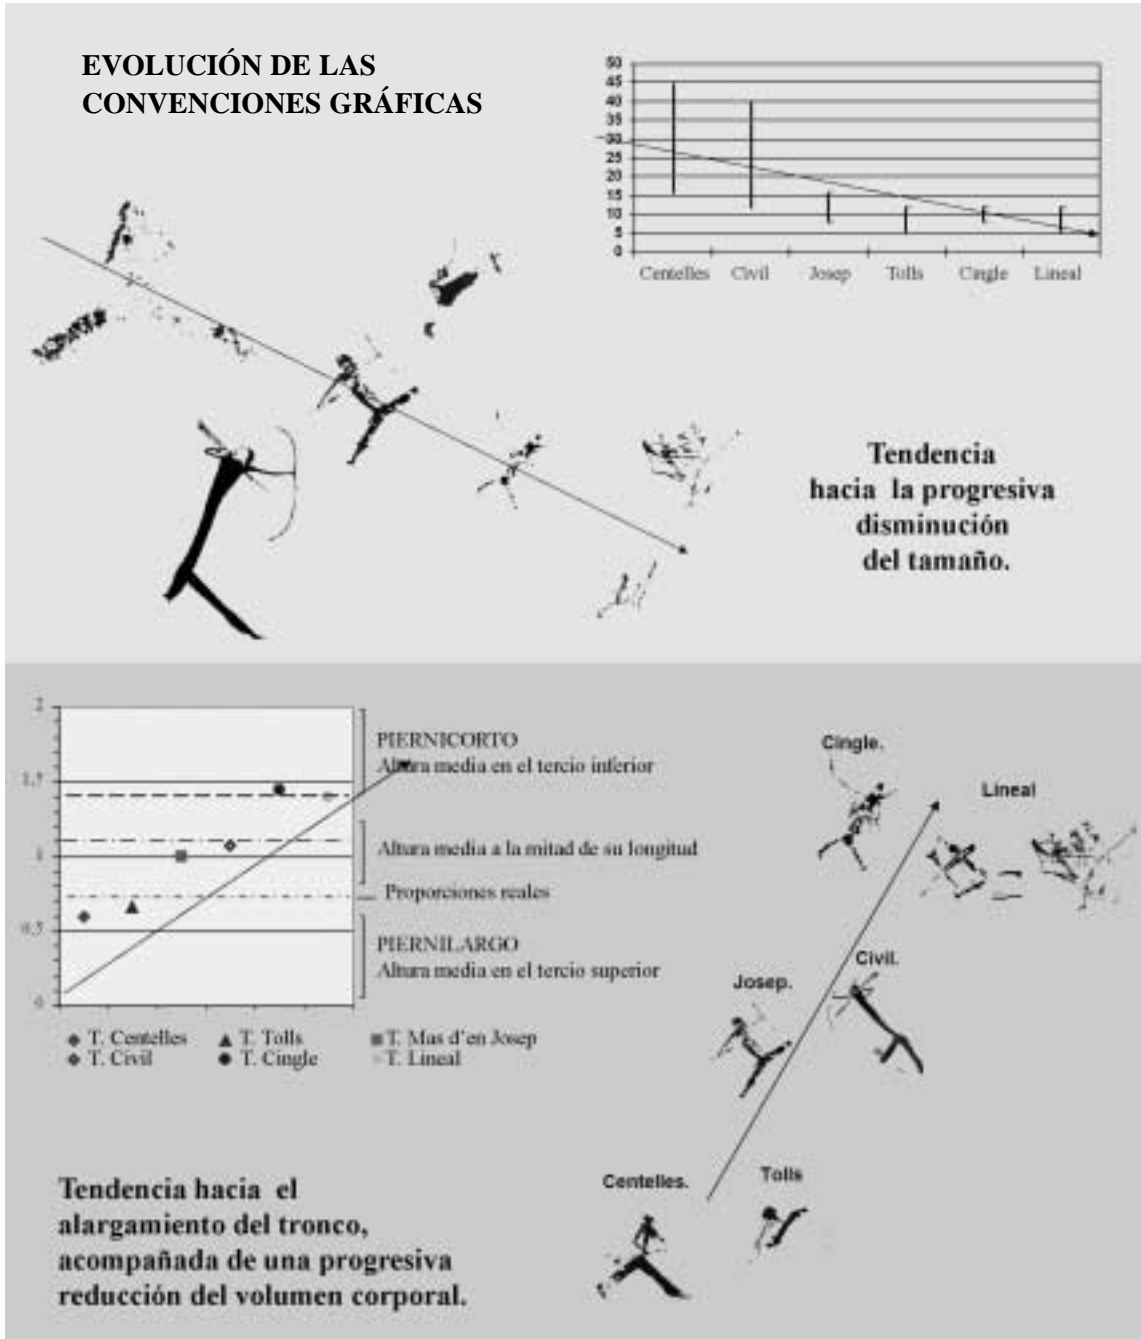 EVOLUCIÓN DE LAS
CONVENCIONES GRÁFICAS
50
45
40
35
30
25
20
15
10
5
0
Centelles Civil Josep Tolls Cingle Lineal
Tendencia
hacia la progresiva
disminución
del tamaño.
2
1,5
1
0,5
0
PIERNICORTO
Altura media en el tercio inferior
Altura media a la mitad de su longitud
Proporciones reales
PIERNILARGO
Altura media en el tercio superior
T. Centelles T. Tolls T. Mas d'en Josep
T. Civil T. Cingle T. Lineal
Cingle.
Lineal
Civil.
Josep.
Centelles.
Tolls
Tendencia hacia el
alargamiento del tronco,
acompañada de una progresiva
reducción del volumen corporal.